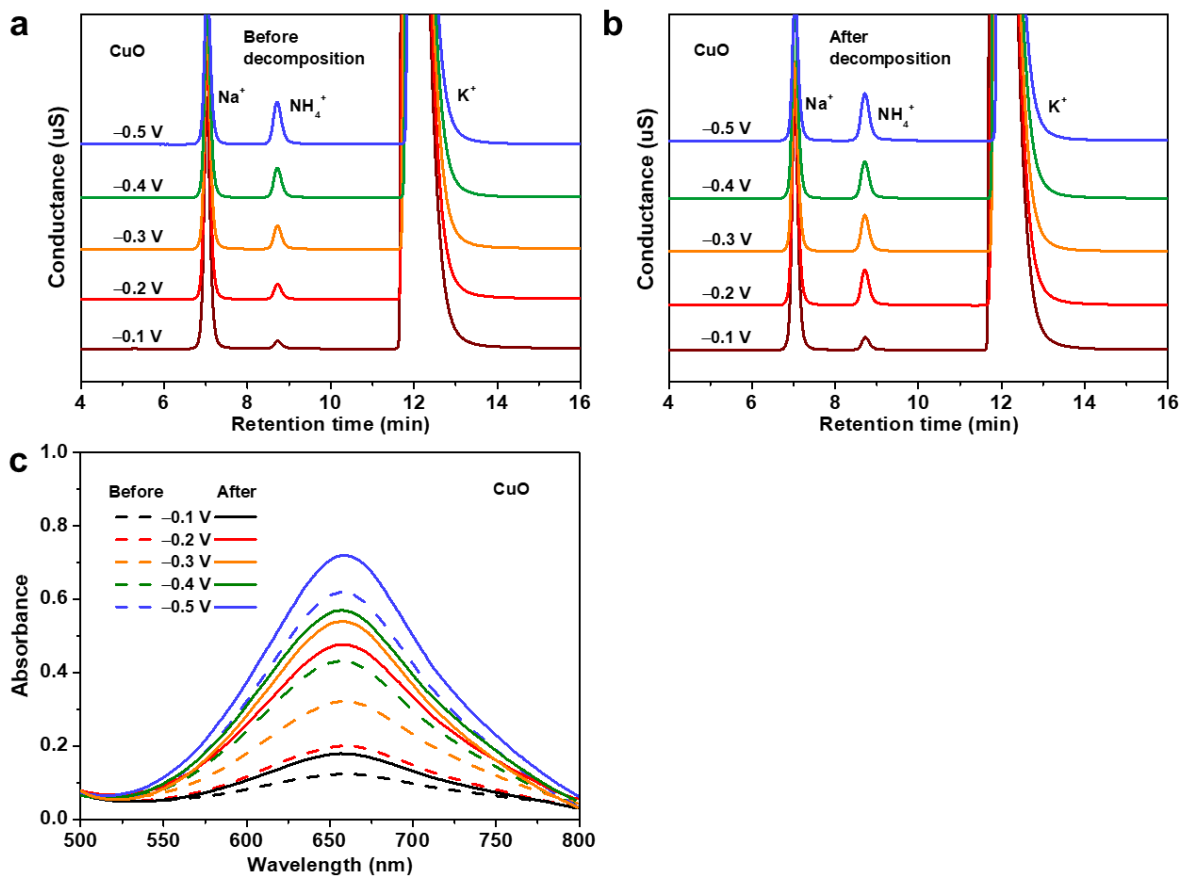 a
CuO
Before
decomposition
Na⁺
NH₄⁺
K⁺
−0.5 V
−0.4 V
−0.3 V
−0.2 V
−0.1 V
Conductance (uS)
4 6 8 10 12 14 16
Retention time (min)
b
CuO
After
decomposition
Na⁺
NH₄⁺
K⁺
−0.5 V
−0.4 V
−0.3 V
−0.2 V
−0.1 V
Conductance (uS)
4 6 8 10 12 14 16
Retention time (min)
c
CuO
Before After
−0.1 V
−0.2 V
−0.3 V
−0.4 V
−0.5 V
1.0
0.8
0.6
0.4
0.2
0.0
Absorbance
500 550 600 650 700 750 800
Wavelength (nm)